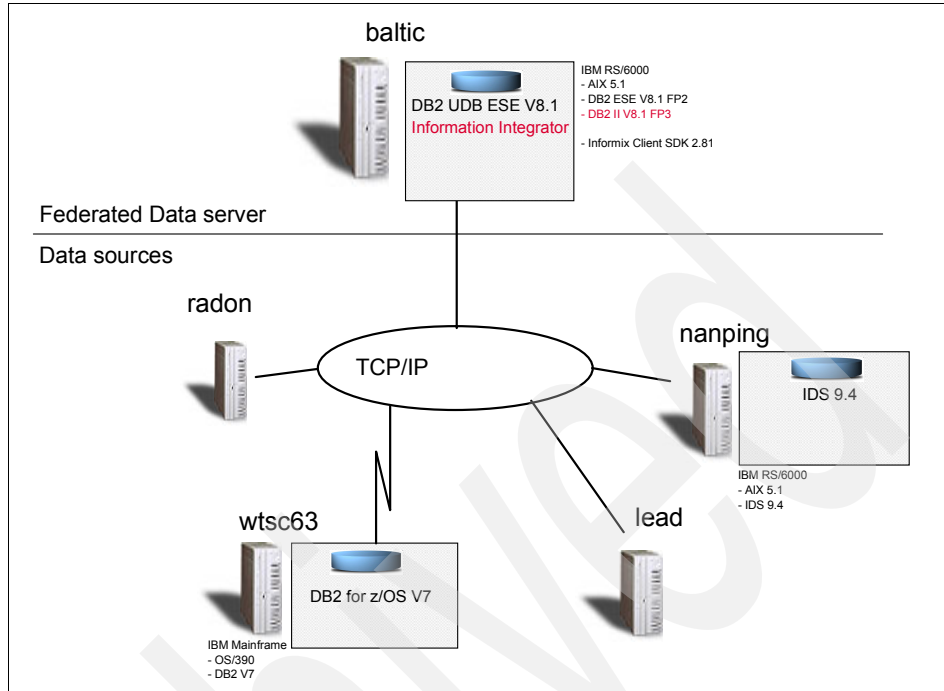 baltic
DB2 UDB ESE V8.1
Information Integrator
IBM RS/6000
- AIX 5.1
- DB2 ESE V8.1 FP2
- DB2 II V8.1 FP3
- Informix Client SDK 2.81
Federated Data server
Data sources
radon
TCP/IP
nanping
IDS 9.4
IBM RS/6000
- AIX 5.1
- IDS 9.4
wtsc63
DB2 for z/OS V7
IBM Mainframe
- OS/390
- DB2 V7
lead